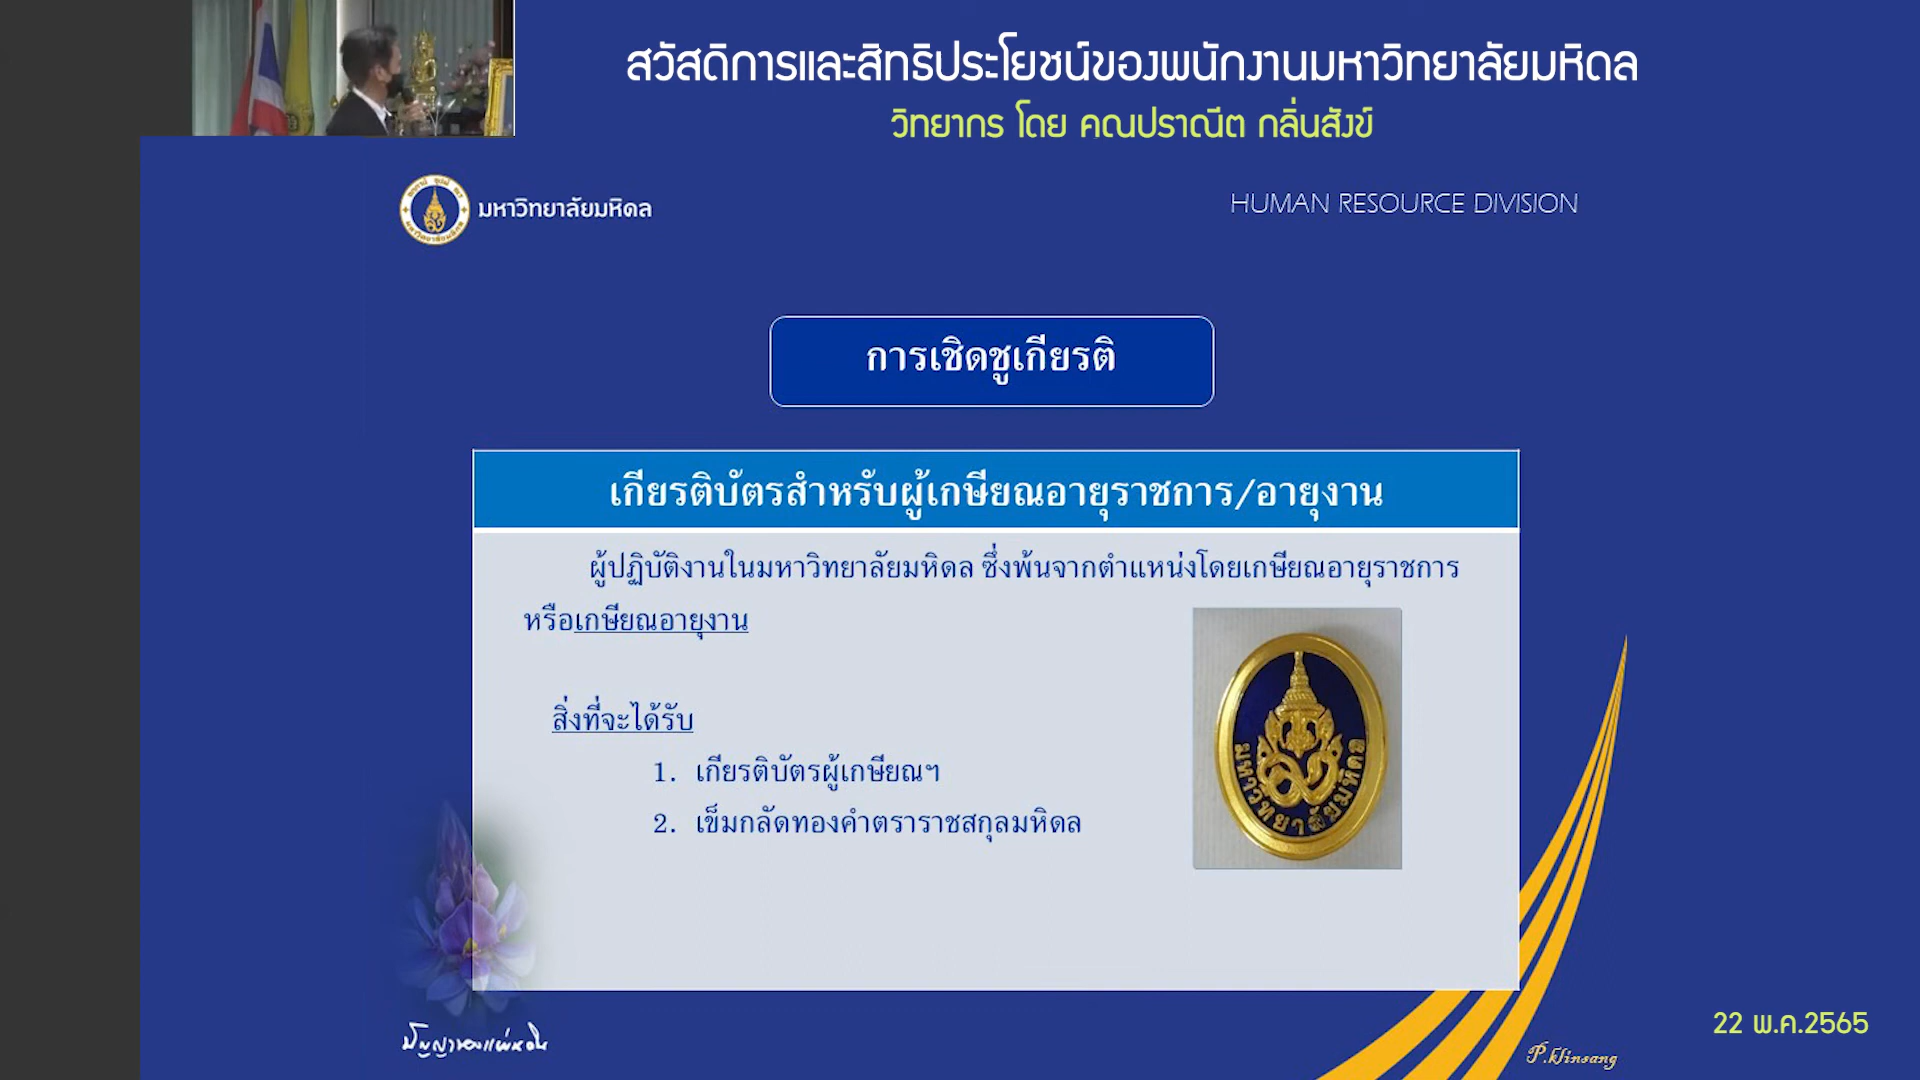 สวัสดิการและสิทธิประโยชน์ของพนักงานมหาวิทยาลัยมหิดล
วิทยากร โดย คณปราณีต กลิ่นสังข์
มหาวิทยาลัยมหิดล
HUMAN RESOURCE DIVISION
การเชิดชูเกียรติ
เกียรติบัตรสำหรับผู้เกษียณอายุราชการ/อายุงาน
ผู้ปฏิบัติงานในมหาวิทยาลัยมหิดล ซึ่งพ้นจากตำแหน่งโดยเกษียณอายุราชการ
หรือเกษียณอายุงาน
สิ่งที่จะได้รับ
1. เกียรติบัตรผู้เกษียณฯ
2. เข็มกลัดทองคำตราราชสกุลมหิดล
มหาวิทยาลัยมหิดล
ปัญญาของแผ่นดิน
22 พ.ค.2565
P.klinsang